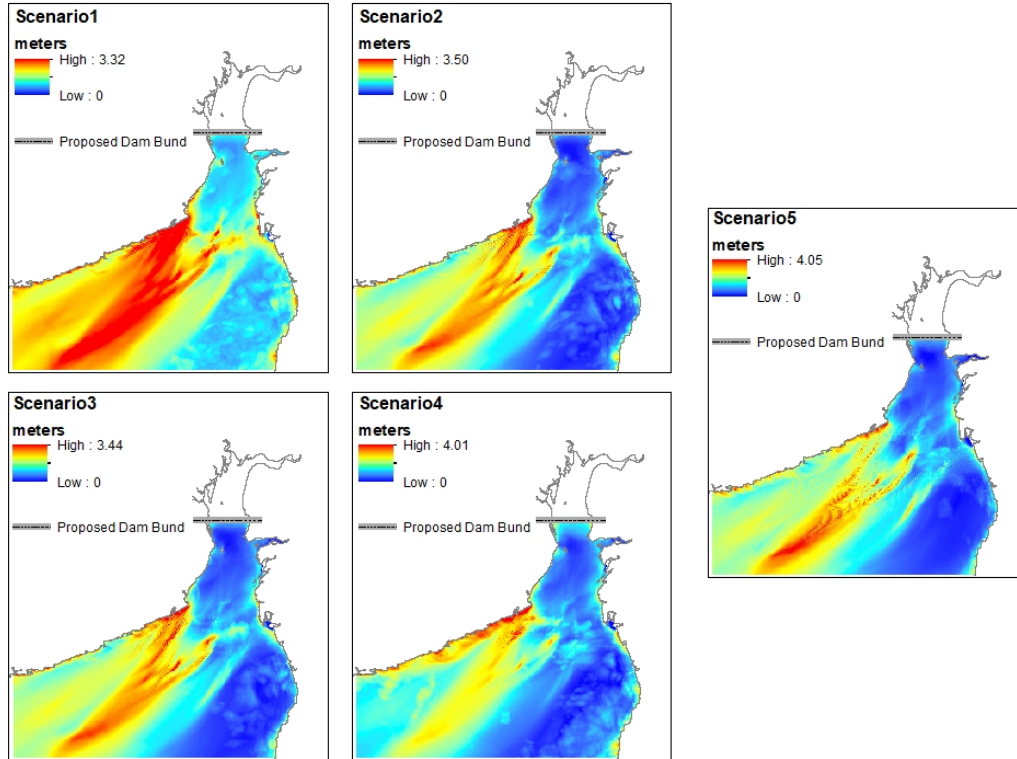 Scenario1
meters
High : 3.32
Low : 0
Proposed Dam Bund
Scenario2
meters
High : 3.50
Low : 0
Proposed Dam Bund
Scenario3
meters
High : 3.44
Low : 0
Proposed Dam Bund
Scenario4
meters
High : 4.01
Low : 0
Proposed Dam Bund
Scenario5
meters
High : 4.05
Low : 0
Proposed Dam Bund